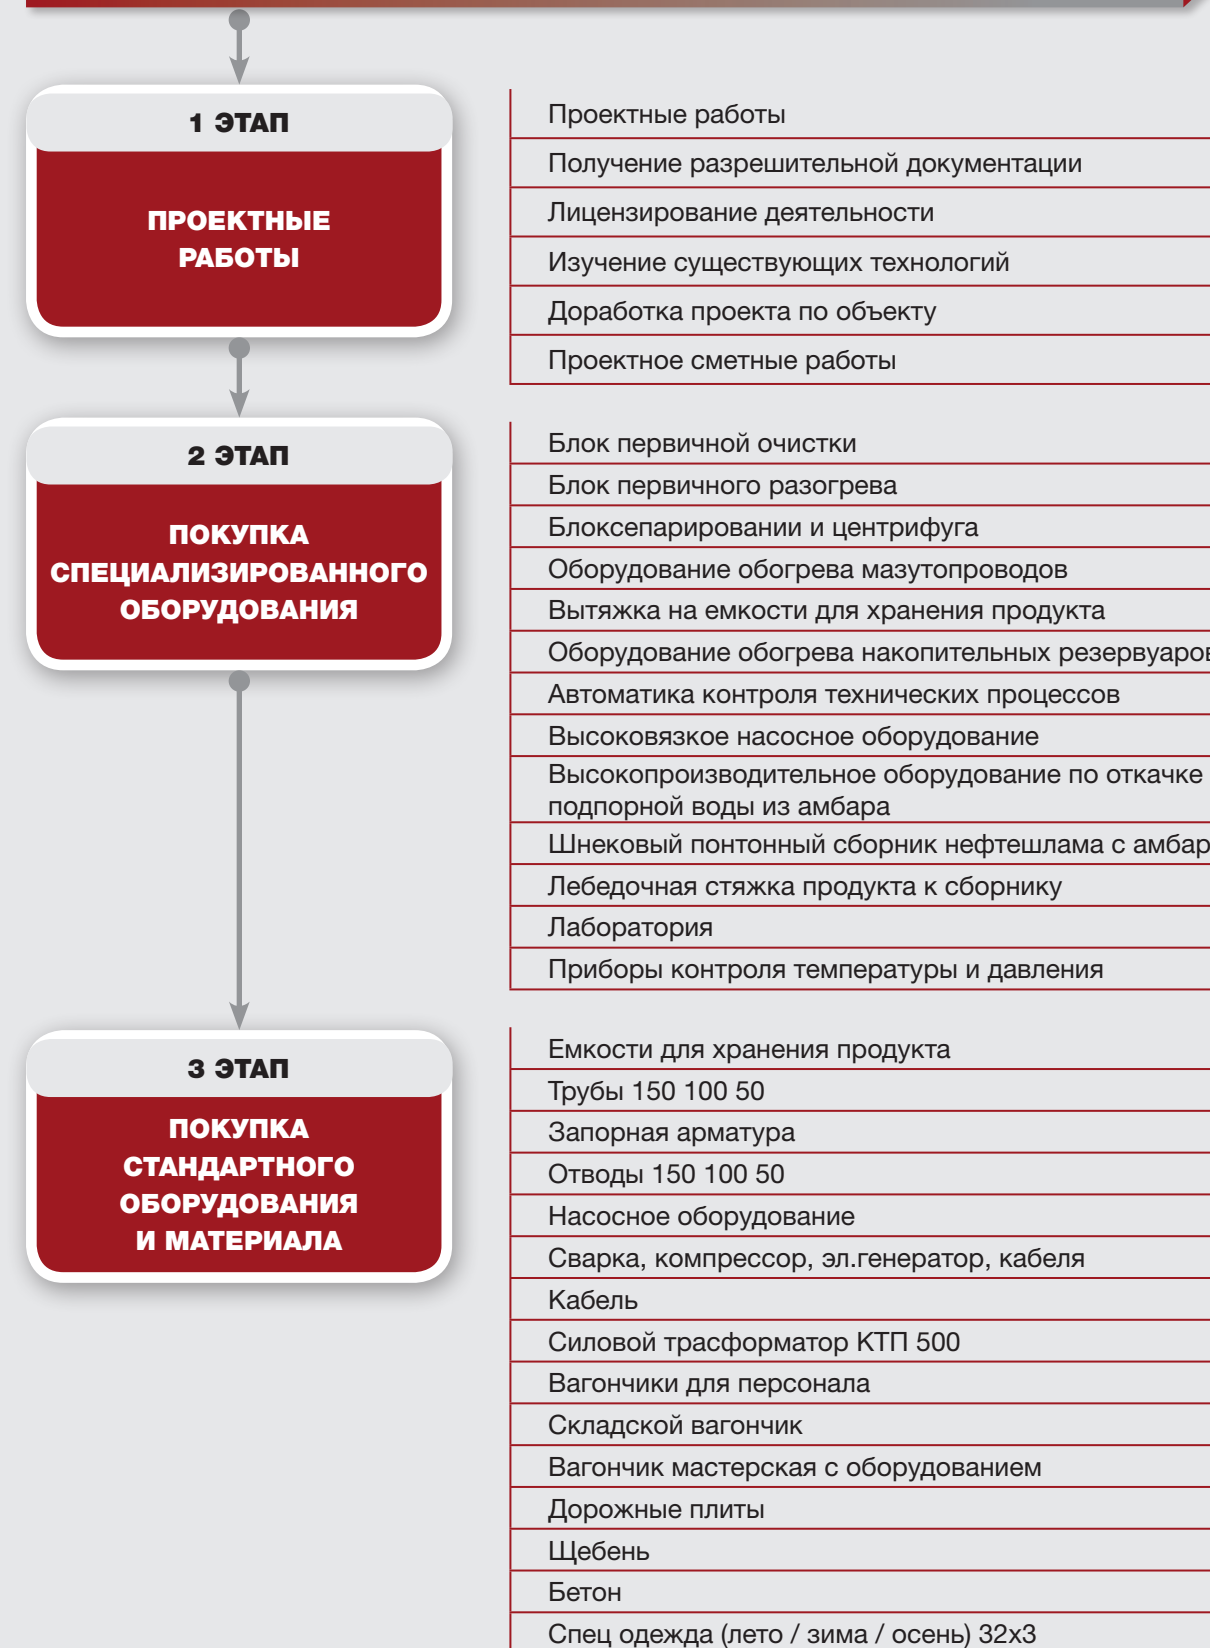 1 ЭТАП
ПРОЕКТНЫЕ
РАБОТЫ
Проектные работы
Получение разрешительной документации
Лицензирование деятельности
Изучение существующих технологий
Доработка проекта по объекту
Проектное сметные работы
2 ЭТАП
ПОКУПКА
СПЕЦИАЛИЗИРОВАННОГО
ОБОРУДОВАНИЯ
Блок первичной очистки
Блок первичного разогрева
Блоксепарировании и центрифуга
Оборудование обогрева мазутопроводов
Вытяжка на емкости для хранения продукта
Оборудование обогрева накопительных резервуаров
Автоматика контроля технических процессов
Высоковязкое насосное оборудование
Высокопроизводительное оборудование по откачке
подпорной воды из амбара
Шнековый понтонный сборник нефтешлама с амбар
Лебедочная стяжка продукта к сборнику
Лаборатория
Приборы контроля температуры и давления
3 ЭТАП
ПОКУПКА
СТАНДАРТНОГО
ОБОРУДОВАНИЯ
И МАТЕРИАЛА
Емкости для хранения продукта
Трубы 150 100 50
Запорная арматура
Отводы 150 100 50
Насосное оборудование
Сварка, компрессор, эл.генератор, кабеля
Кабель
Силовой трасформатор КТП 500
Вагончики для персонала
Складской вагончик
Вагончик мастерская с оборудованием
Дорожные плиты
Щебень
Бетон
Спец одежда (лето / зима / осень) 32х3